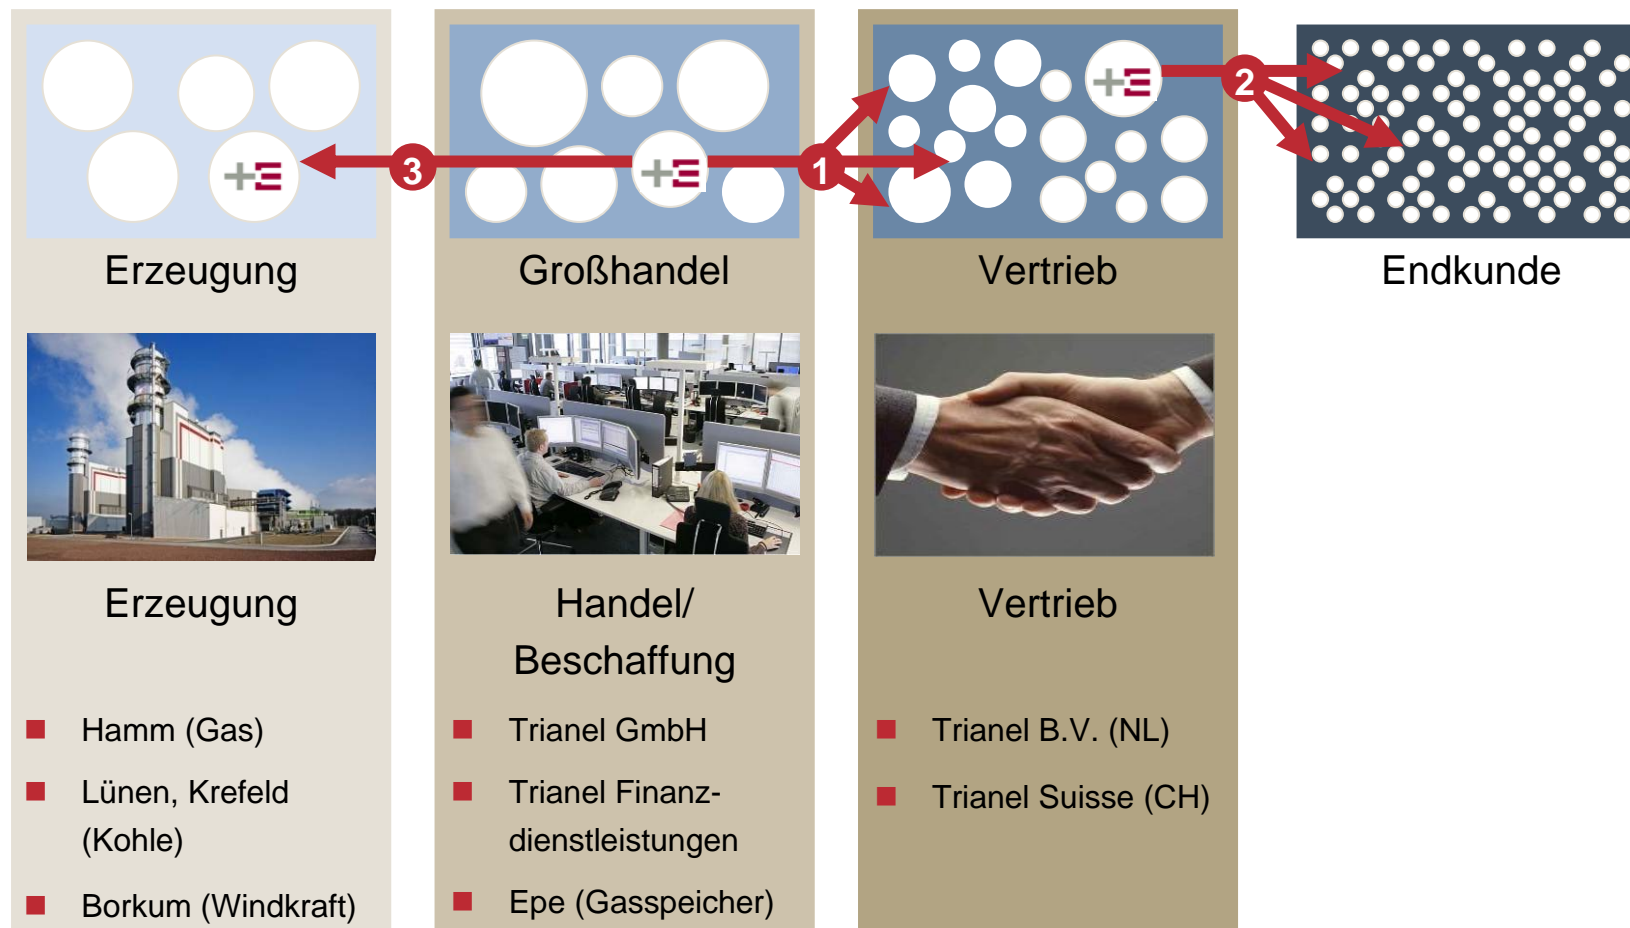 3
1
2
Erzeugung
Großhandel
Vertrieb
Endkunde
Erzeugung
Handel/
Beschaffung
Vertrieb
Hamm (Gas)
Lünen, Krefeld
(Kohle)
Borkum (Windkraft)
Trianel GmbH
Trianel Finanz-
dienstleistungen
Epe (Gasspeicher)
Trianel B.V. (NL)
Trianel Suisse (CH)